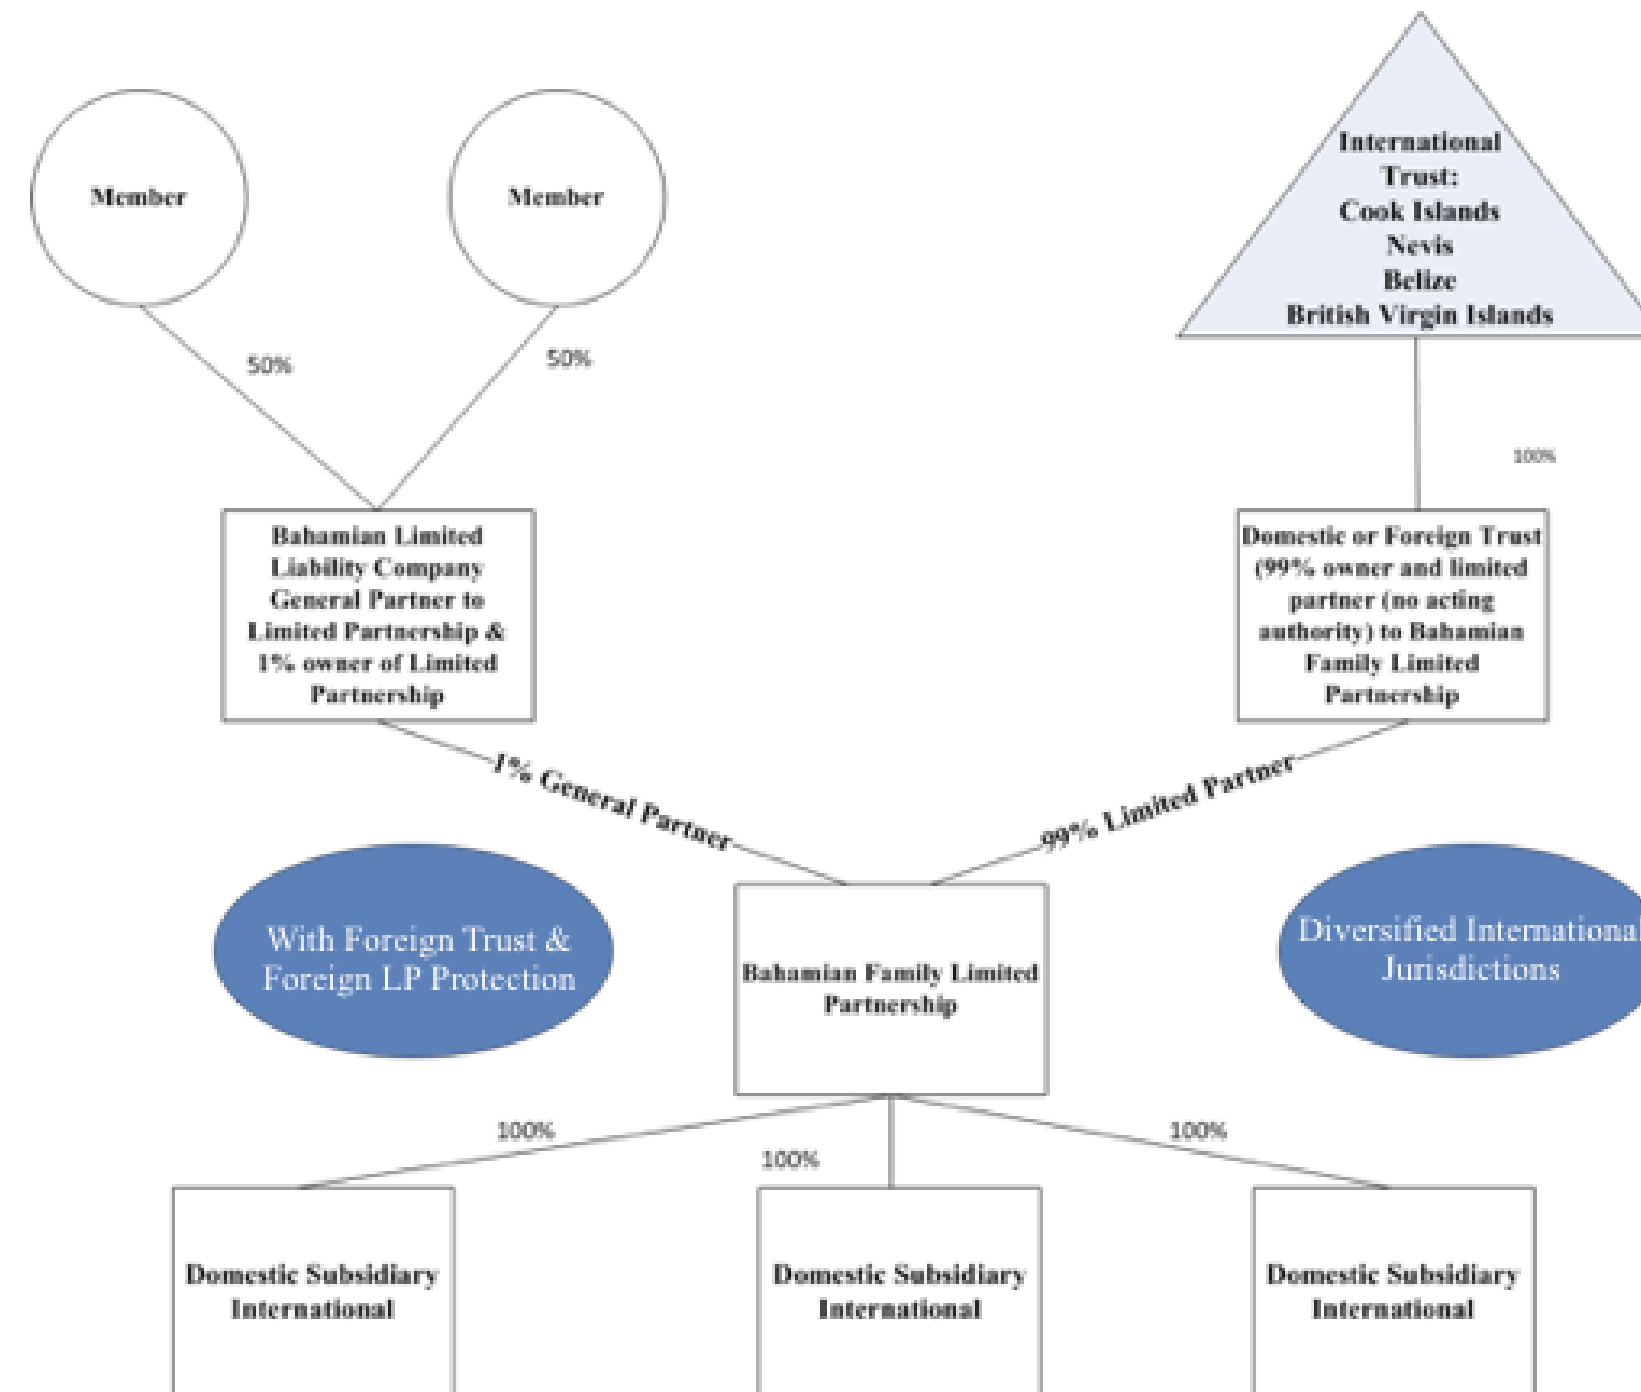 Member
Member
International
Trust:
Cook Islands
Nevis
Belize
British Virgin Islands
50%
50%
100%
Bahamian Limited
Liability Company
General Partner to
Limited Partnership &
1% owner of Limited
Partnership
Domestic or Foreign Trust
(99% owner and limited
partner (no acting
authority) to Bahamian
Family Limited
Partnership
1% General Partner
99% Limited Partner
With Foreign Trust &
Foreign LP Protection
Bahamian Family Limited
Partnership
Diversified International
Jurisdictions
100%
100%
100%
Domestic Subsidiary
International
Domestic Subsidiary
International
Domestic Subsidiary
International